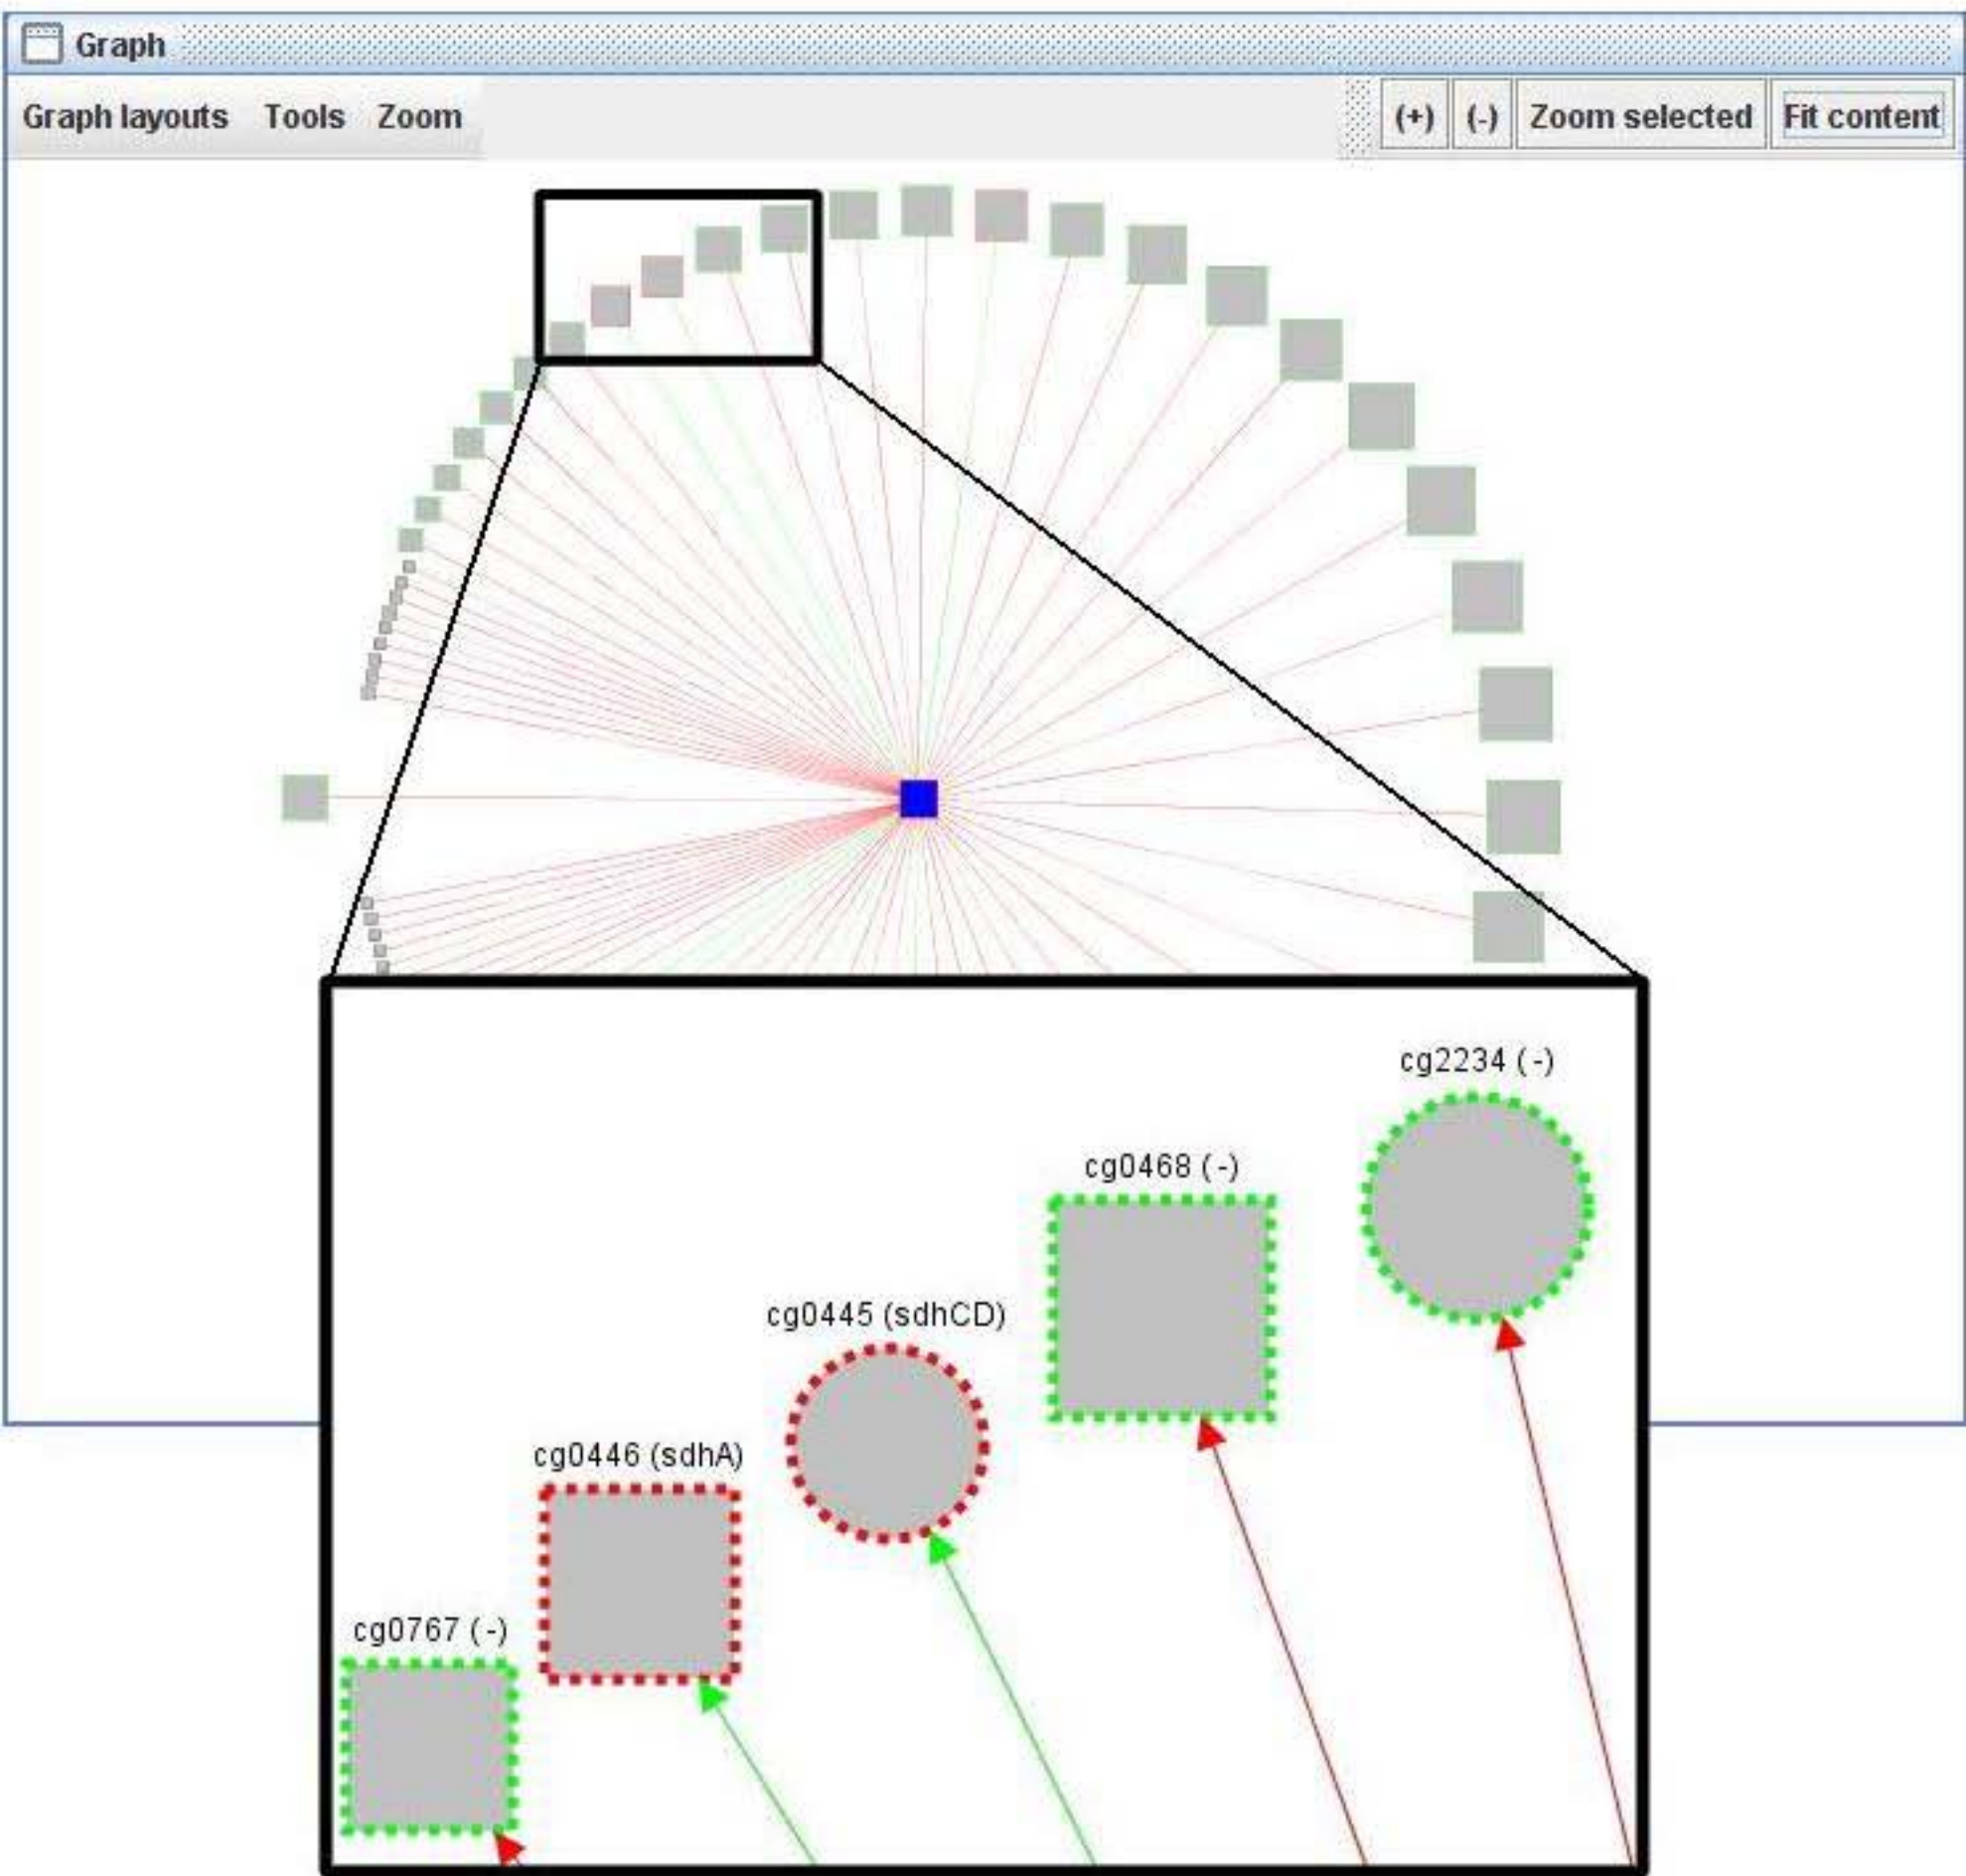 Graph
Graph layouts Tools Zoom (+) (-) Zoom selected Fit content
cg2234 (-)
cg0468 (-)
cg0445 (sdhCD)
cg0446 (sdhA)
cg0767 (-)